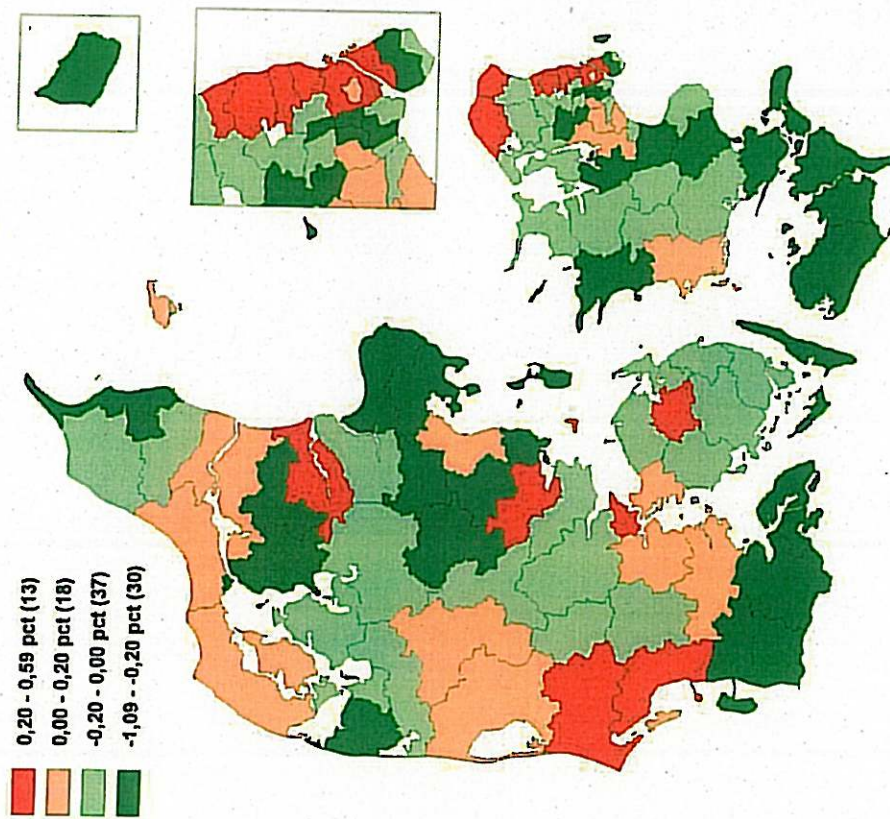 0,20 - 0,59 pct (13)
0,00 - 0,20 pct (18)
-0,20 - 0,00 pct (37)
-1,09 - -0,20 pct (30)